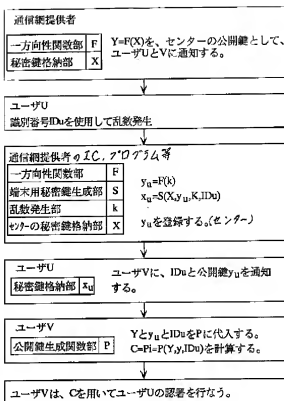 通信網提供者
一方向性関数部 F
秘密鍵格納部 X
Y=F(X)を、センターの公開鍵として、
ユーザUとVに通知する。
ユーザU
識別番号IDuを使用して乱数発生
通信網提供者のIC,プログラム等
一方向性関数部 F
端末用秘密鍵生成部 S
乱数発生部 k
センターの秘密鍵格納部 X
yu=F(k)
xu=S(X,yu,K,IDu)
yuを登録する。(センター)
ユーザU
秘密鍵格納部 xu
ユーザVに、IDuと公開鍵yuを通知
する。
ユーザV
公開鍵生成関数部 P
YとyuとIDuをPに代入する。
C=Pi=P(Y,y,IDu)を計算する。
ユーザVは、Cを用いてユーザUの認署を行なう。